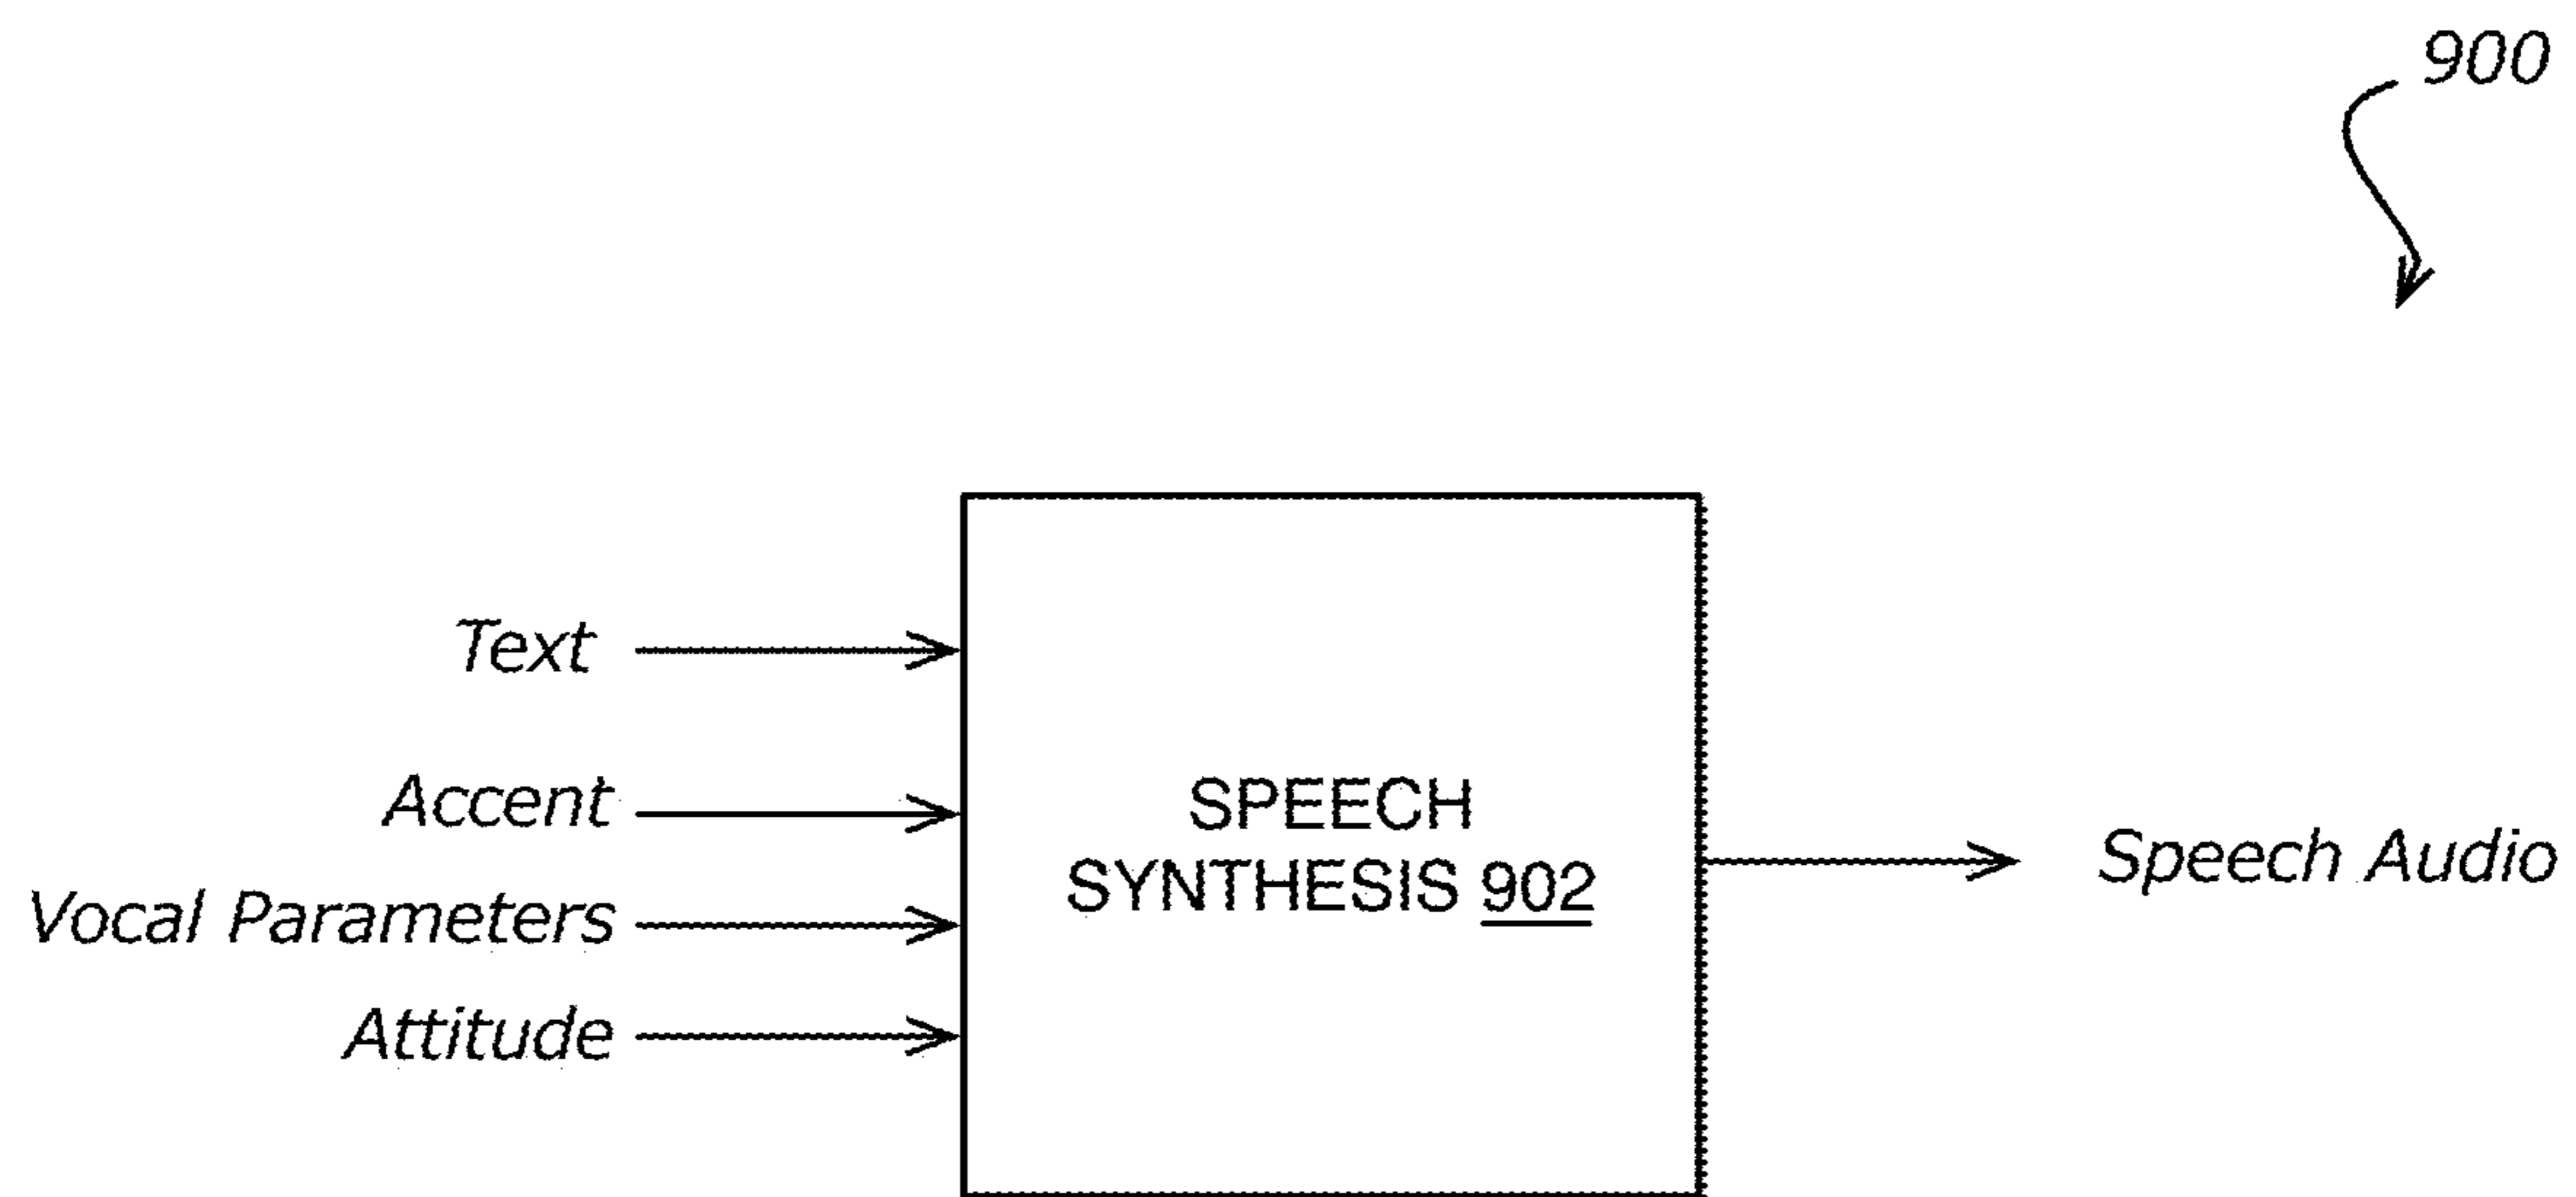 900
Text
Accent
Vocal Parameters
Attitude
SPEECH
SYNTHESIS 902
Speech Audio